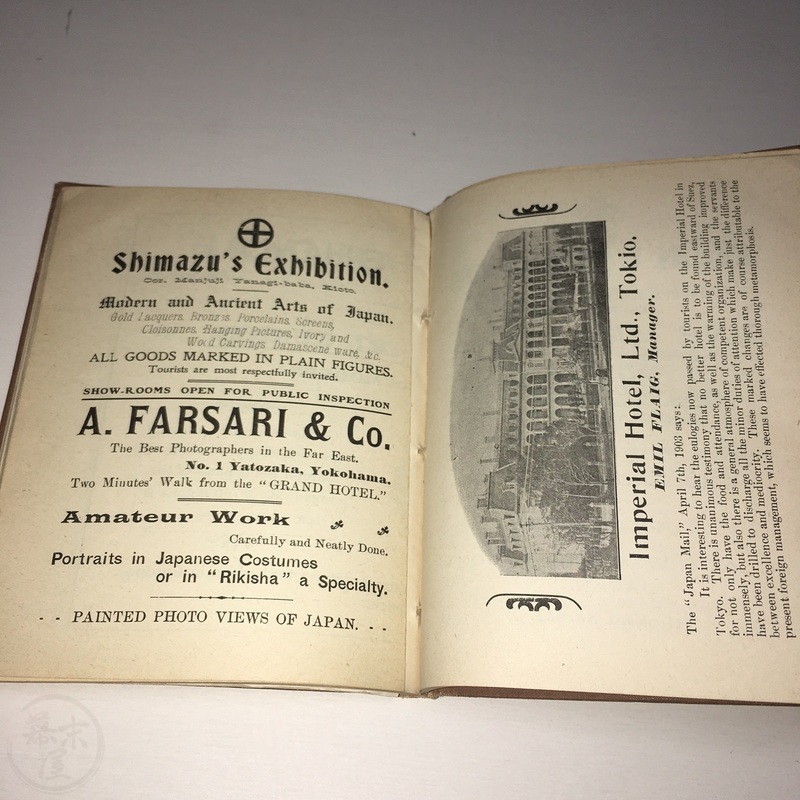 Shimazu's Exhibition.
Cor. Manjuji Yanagi-baba, Kioto.
Modern and Ancient Arts of Japan.
Gold Lacquers, Bronzes Porcelains, Screens,
Cloisonnes, Hanging Pictures, Ivory and
Wood Carvings, Damascene ware, &c.
ALL GOODS MARKED IN PLAIN FIGURES.
Tourists are most respectfully invited.
SHOW-ROOMS OPEN FOR PUBLIC INSPECTION
A. FARSARI & Co.
The Best Photographers in the Far East.
No. 1 Yatozaka, Yokohama.
Two Minutes' Walk from the "GRAND HOTEL."
Amateur Work
Carefully and Neatly Done.
Portraits in Japanese Costumes
or in "Rikisha" a Specialty.
- - PAINTED PHOTO VIEWS OF JAPAN. - -
Imperial Hotel, Ltd., Tokio.
EMIL FLAIG, Manager.
The "Japan Mail," April 7th, 1903 says:
It is interesting to hear the eulogies now passed by tourists on the Imperial Hotel in
Tokyo. There is unanimous testimony that no better hotel is to be found eastward of Suez,
for not only have the food and attendance, as well as the warming of the building improved
immensely, but also there is a general atmosphere of competent organization, and the servants
have been drilled to discharge all the minor duties of attention which make just the difference
between excellence and mediocrity. These marked changes are of course attributable to the
present foreign management, which seems to have effected thorough metamorphosis.
幕末屋